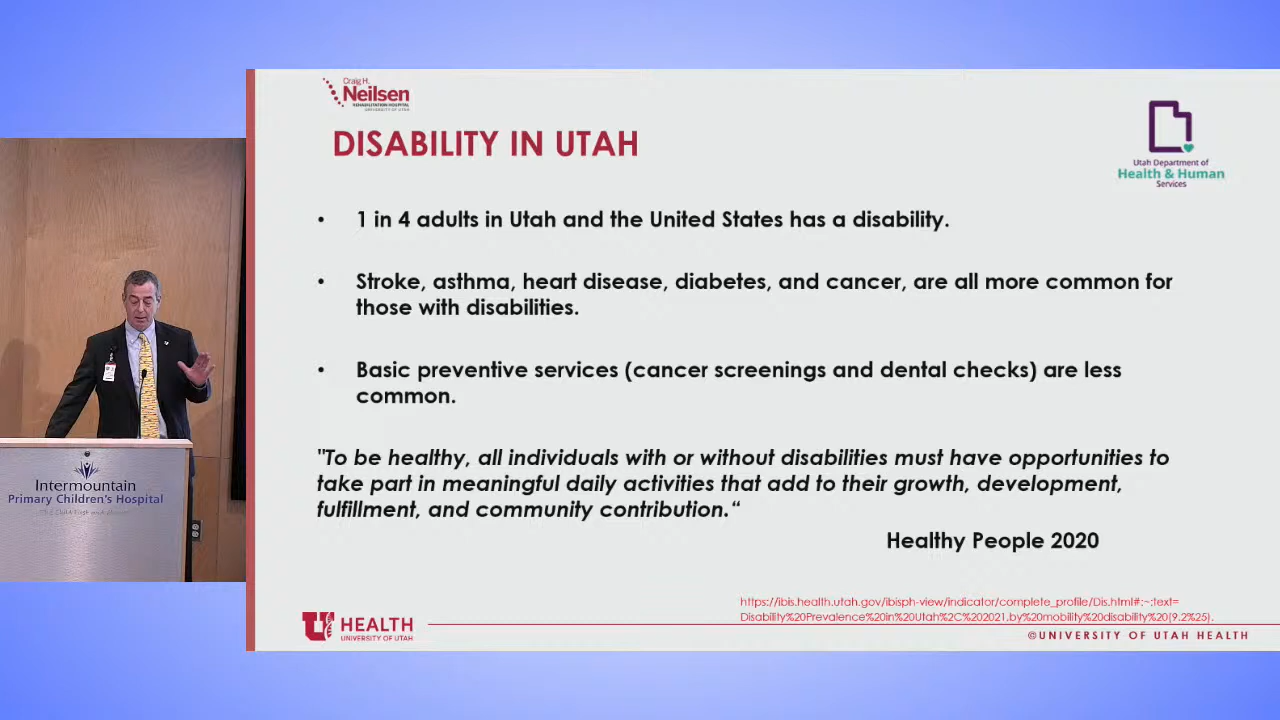 Craig H.
Neilsen
REHABILITATION HOSPITAL
UNIVERSITY OF UTAH
DISABILITY IN UTAH
Utah Department of
Health & Human
Services
• 1 in 4 adults in Utah and the United States has a disability.
• Stroke, asthma, heart disease, diabetes, and cancer, are all more common for
those with disabilities.
• Basic preventive services (cancer screenings and dental checks) are less
common.
"To be healthy, all individuals with or without disabilities must have opportunities to
take part in meaningful daily activities that add to their growth, development,
fulfillment, and community contribution.“
Healthy People 2020
https://ibis.health.utah.gov/ibisph-view/indicator/complete_profile/Dis.html#:~:text=
Disability%20Prevalence%20in%20Utah%2C%202021,by%20mobility%20disability%20(9.2%25).
U HEALTH
UNIVERSITY OF UTAH
©UNIVERSITY OF UTAH HEALTH
Intermountain
Primary Children's Hospital